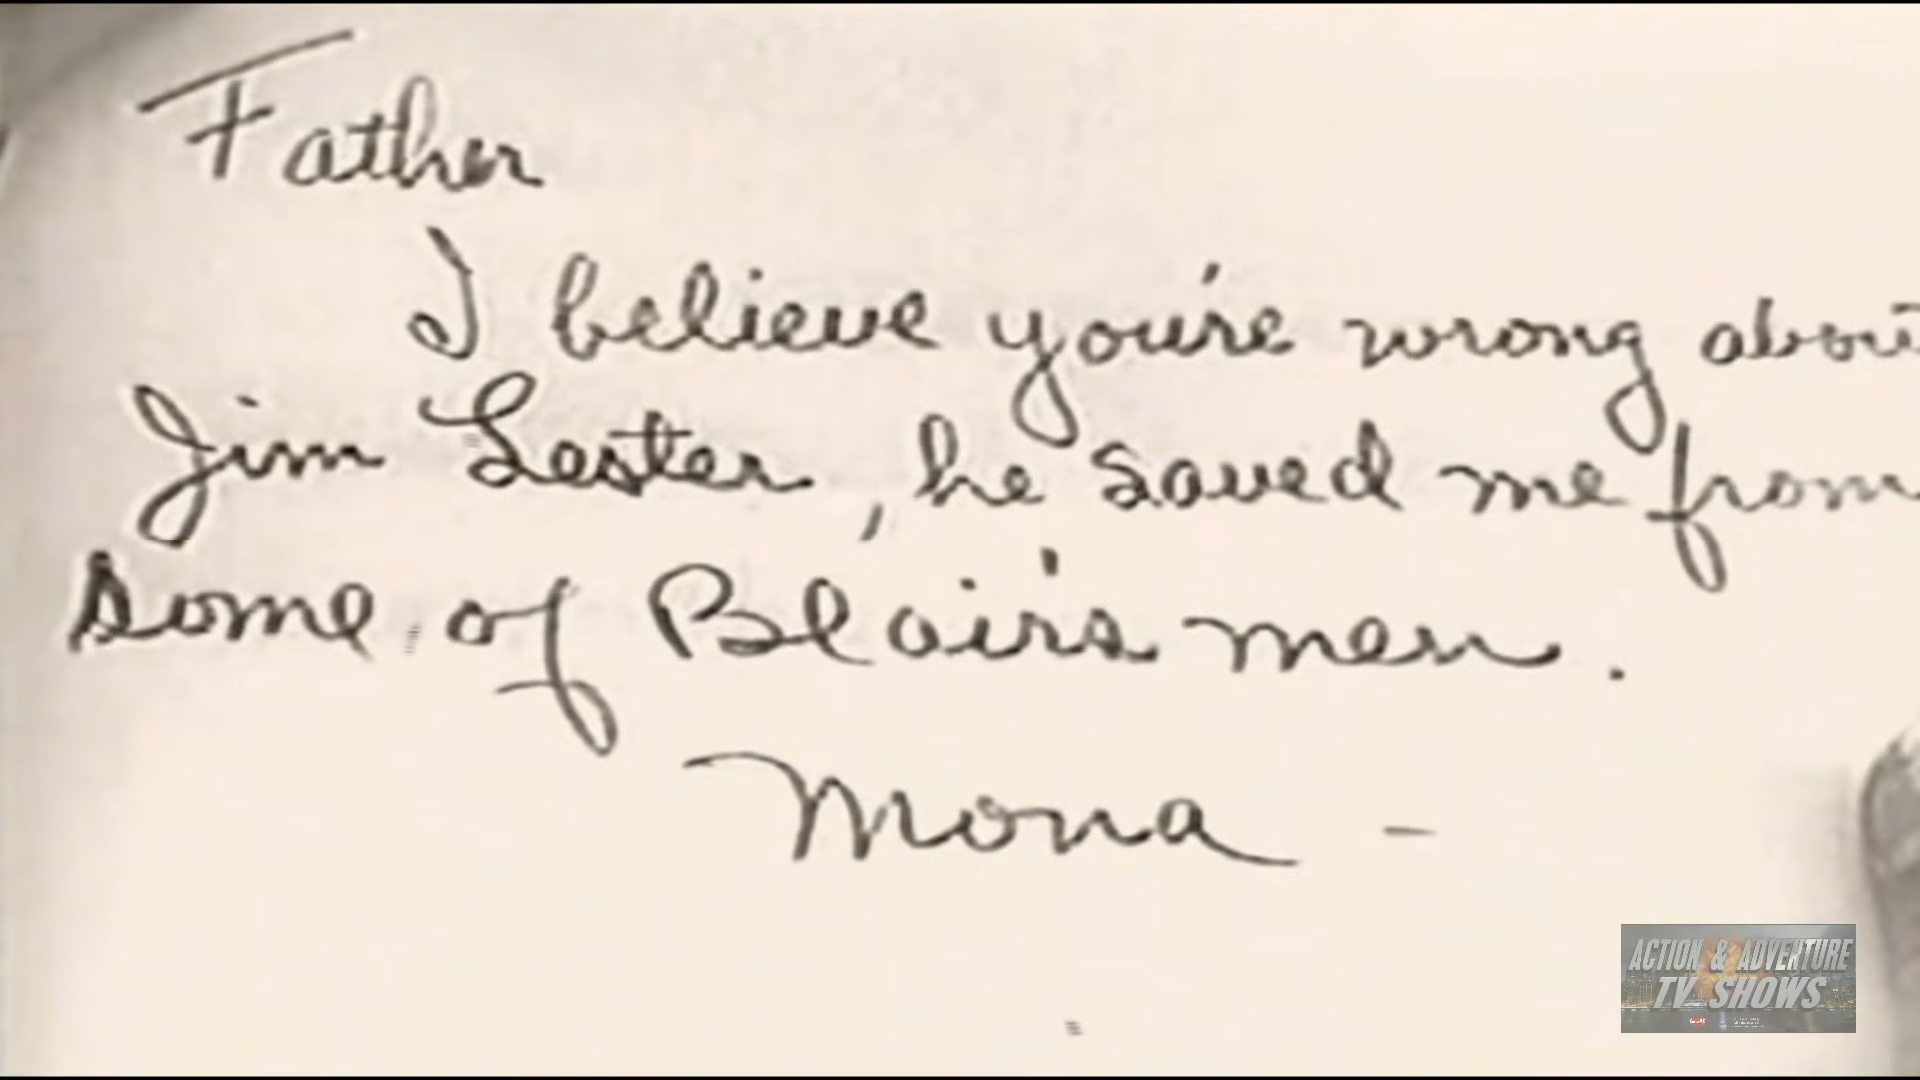 Father
I believe you're wrong abou
Jim Lester, he saved me from
some of Blair's men.
Mona -
ACTION & ADVENTURE
TV SHOWS